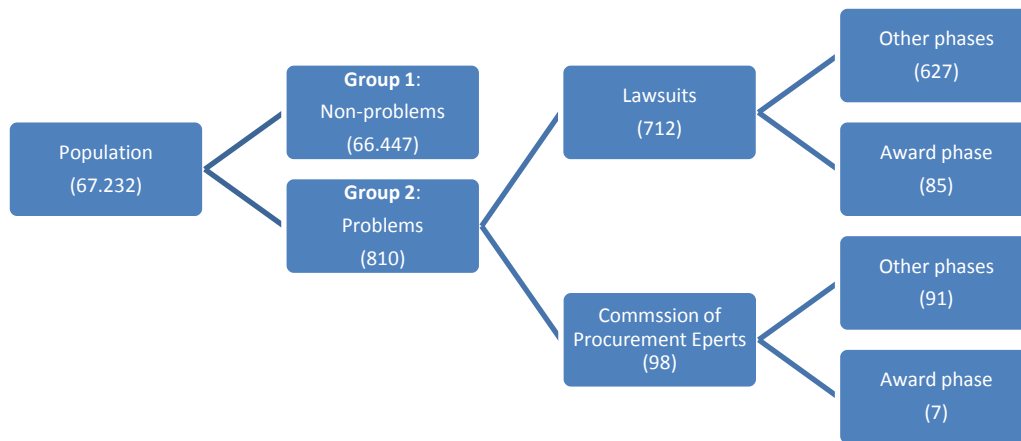 Population
(67.232)
Group 1:
Non-problems
(66.447)
Group 2:
Problems
(810)
Lawsuits
(712)
Commssion of
Procurement Eperts
(98)
Other phases
(627)
Award phase
(85)
Other phases
(91)
Award phase
(7)